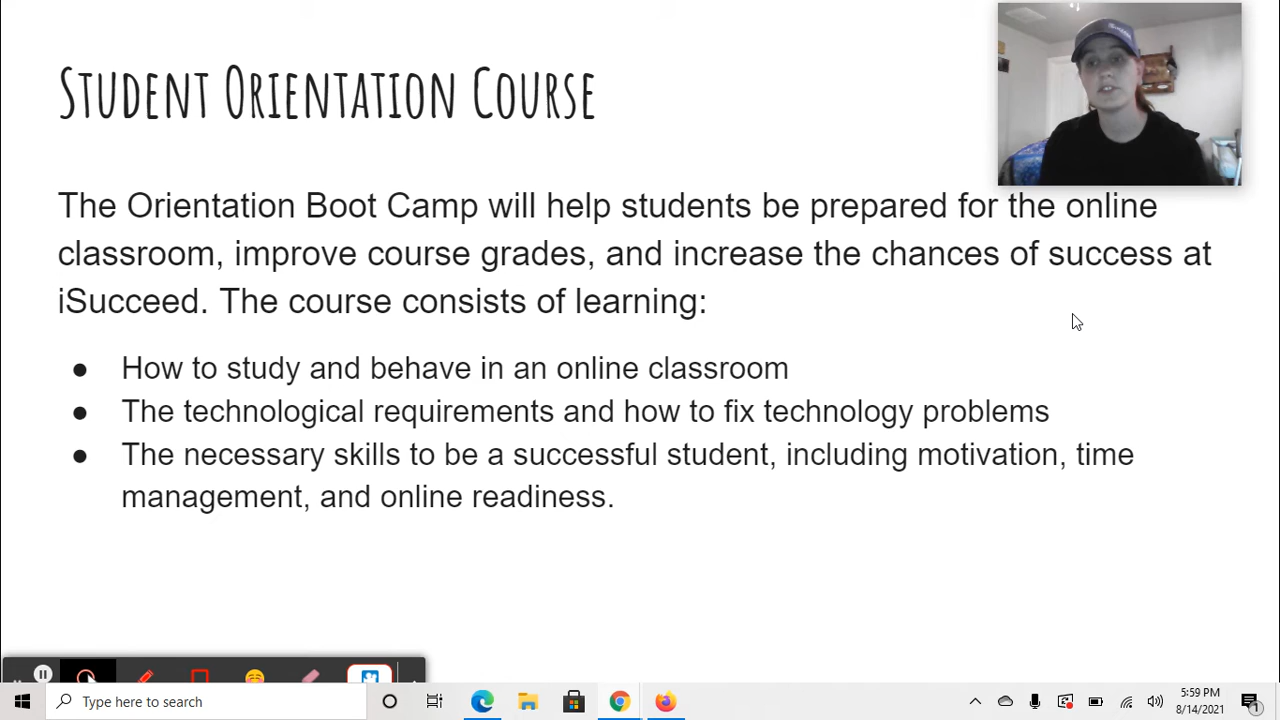 STUDENT ORIENTATION COURSE
The Orientation Boot Camp will help students be prepared for the online
classroom, improve course grades, and increase the chances of success at
iSucceed. The course consists of learning:
● How to study and behave in an online classroom
● The technological requirements and how to fix technology problems
● The necessary skills to be a successful student, including motivation, time
management, and online readiness.
Type here to search
5:59 PM
8/14/2021
1